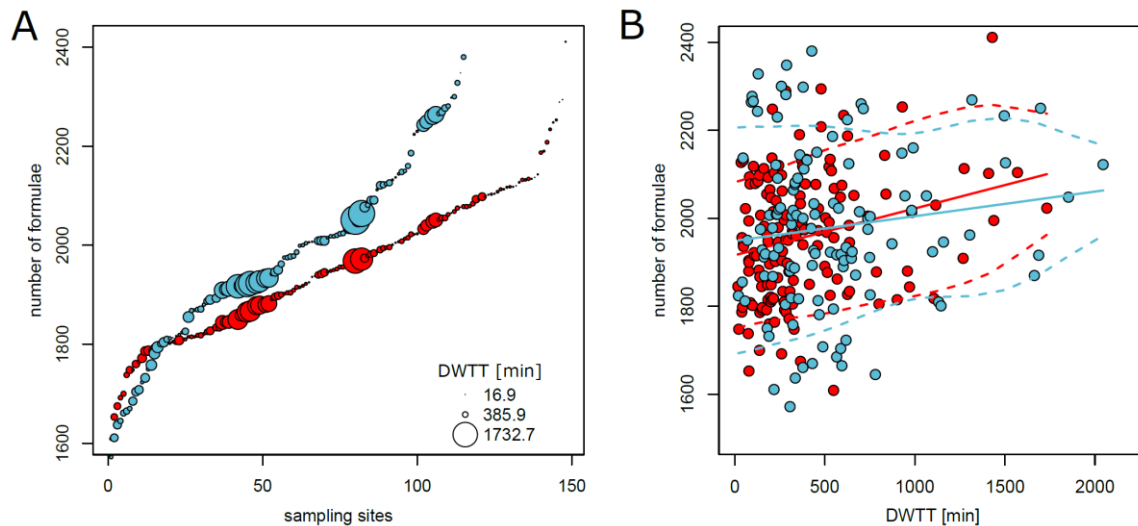 A
number of formulae
2400
2200
2000
1800
1600
DWTT [min]
16.9
385.9
1732.7
0 50 100 150
sampling sites
B
number of formulae
2400
2200
2000
1800
1600
0 500 1000 1500 2000
DWTT [min]